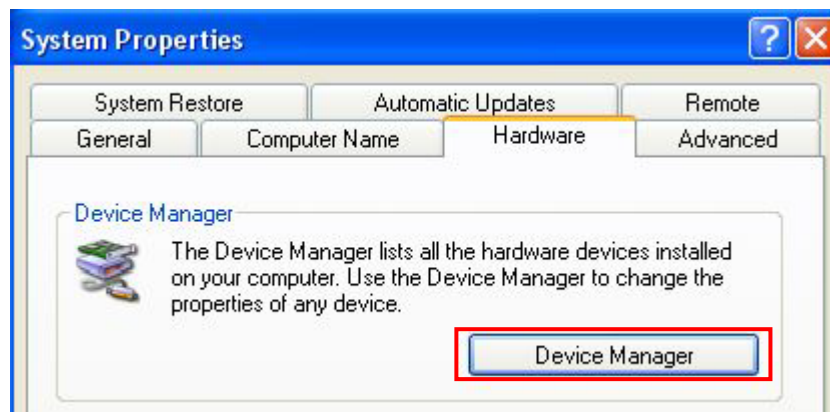 System Properties
?
System Restore Automatic Updates Remote
General Computer Name Hardware Advanced
Device Manager
The Device Manager lists all the hardware devices installed
on your computer. Use the Device Manager to change the
properties of any device.
Device Manager